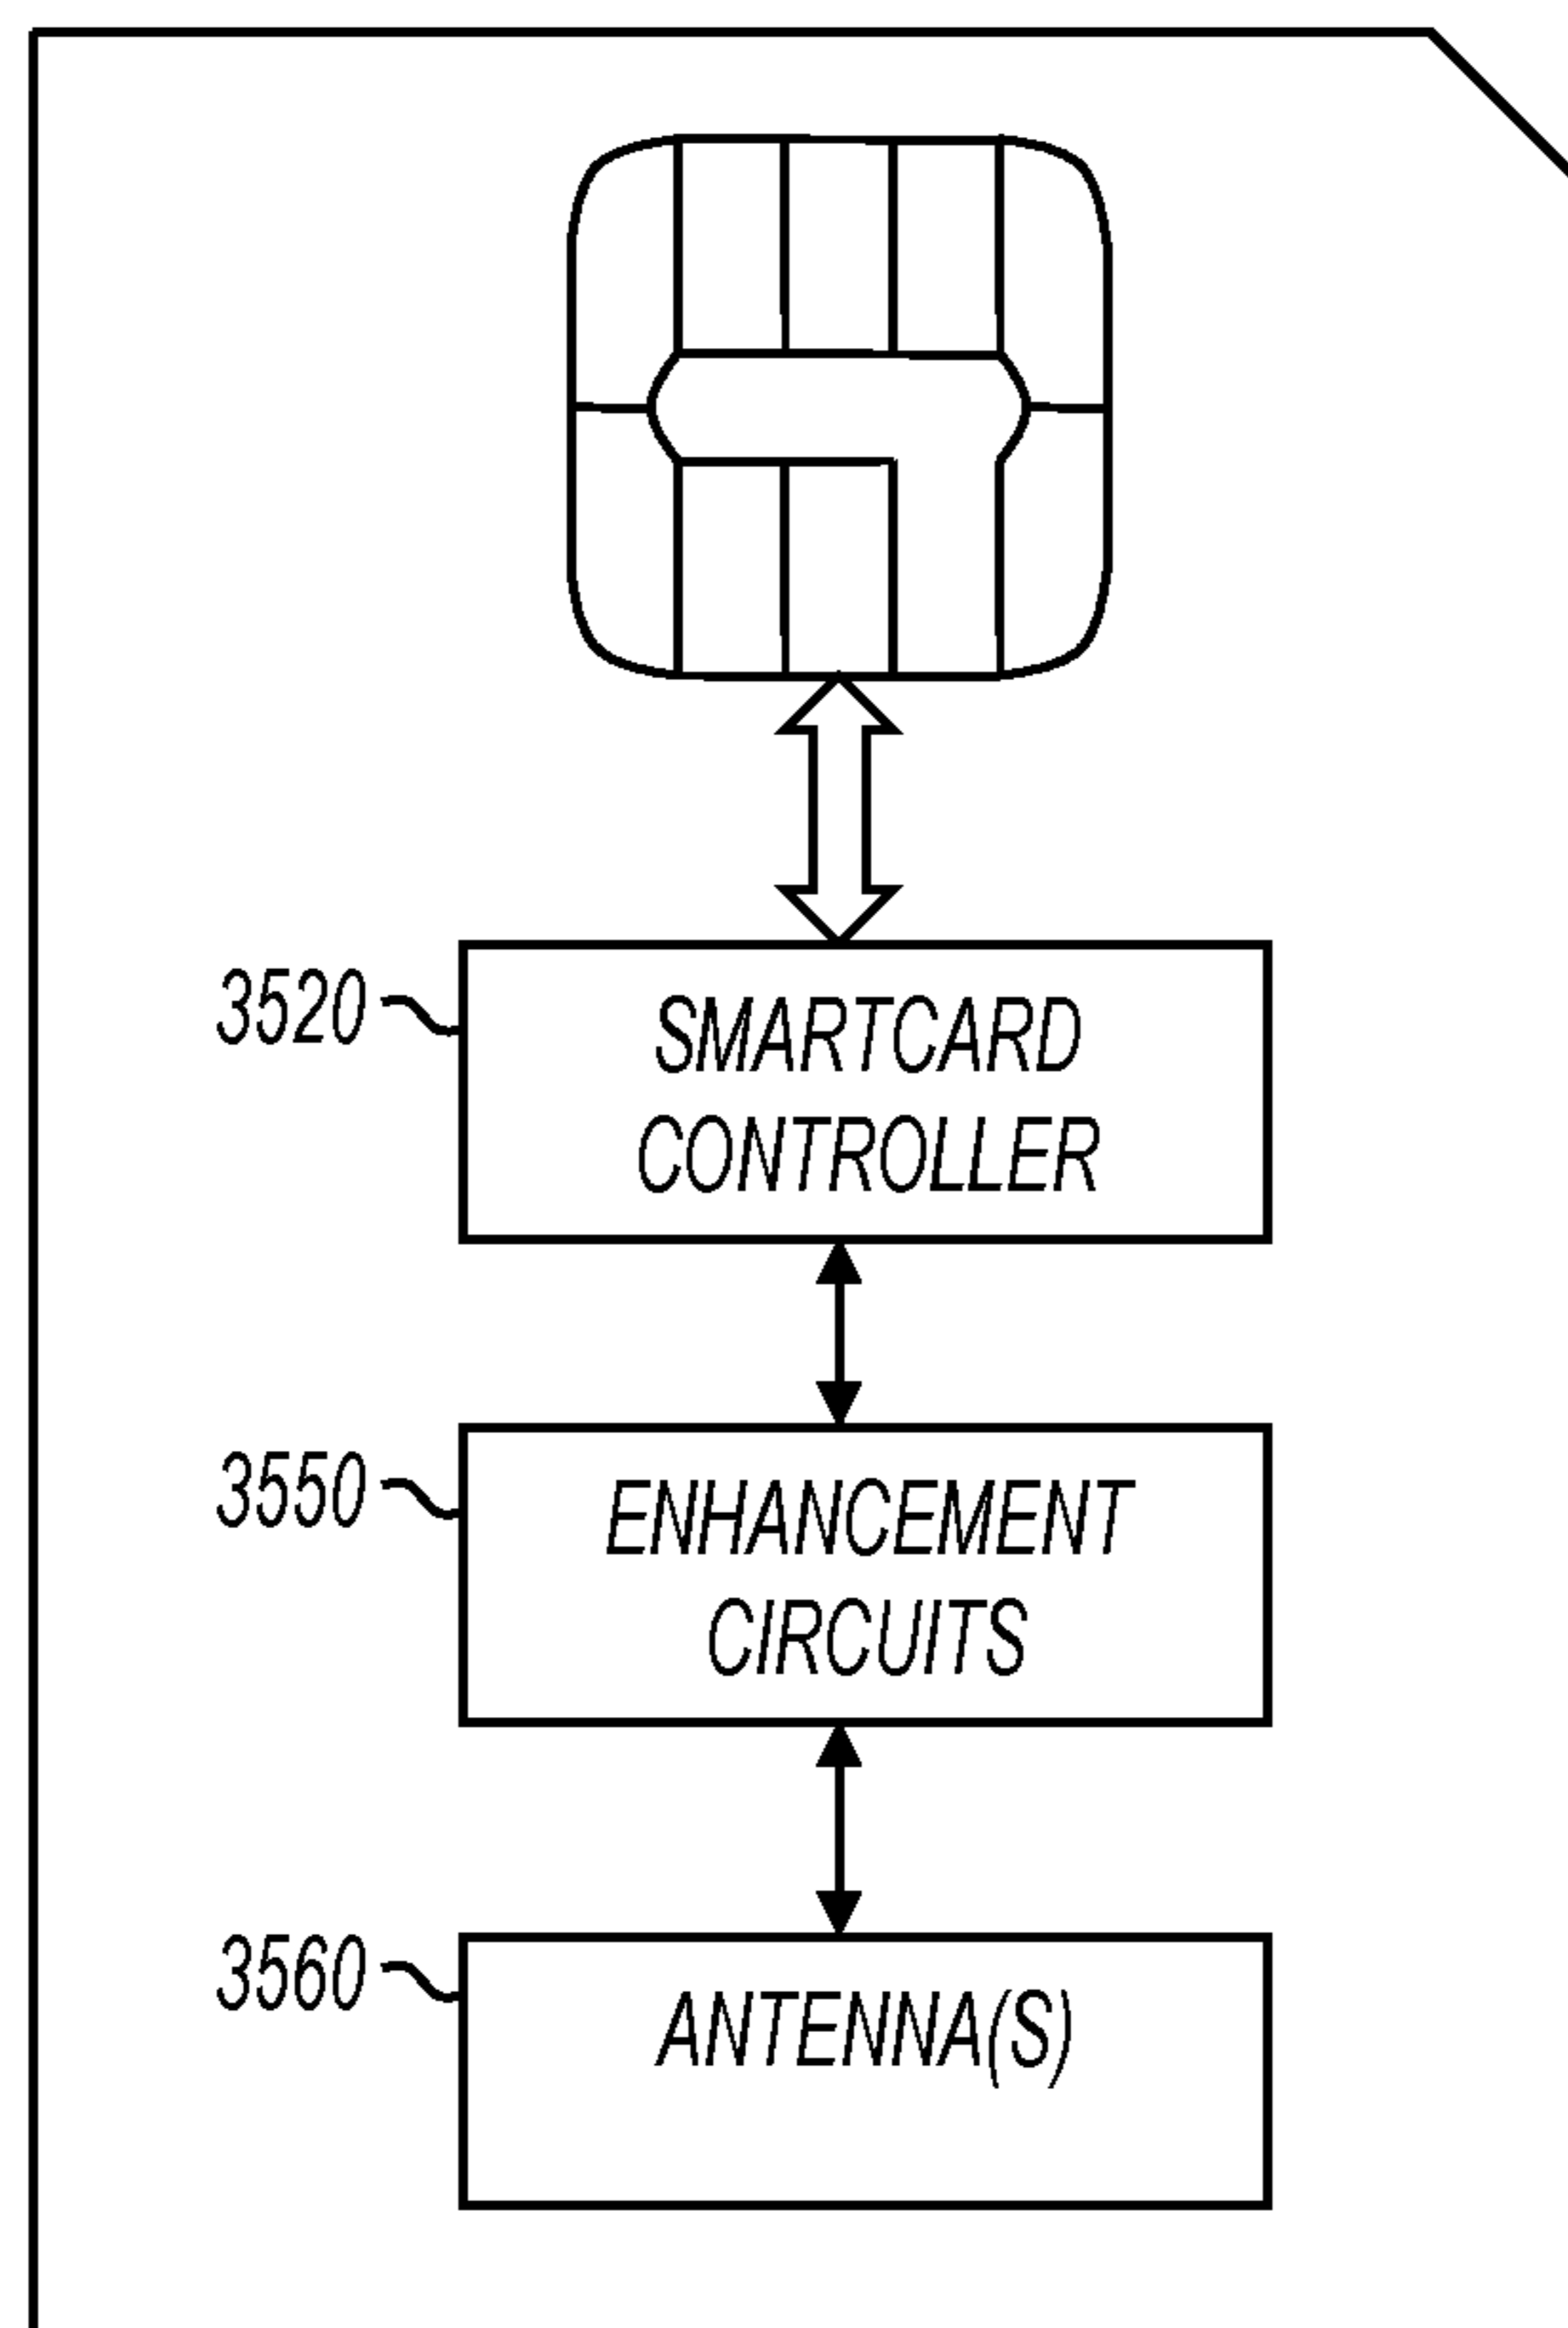 3520
SMARTCARD
CONTROLLER
3550
ENHANCEMENT
CIRCUITS
3560
ANTENNA(S)